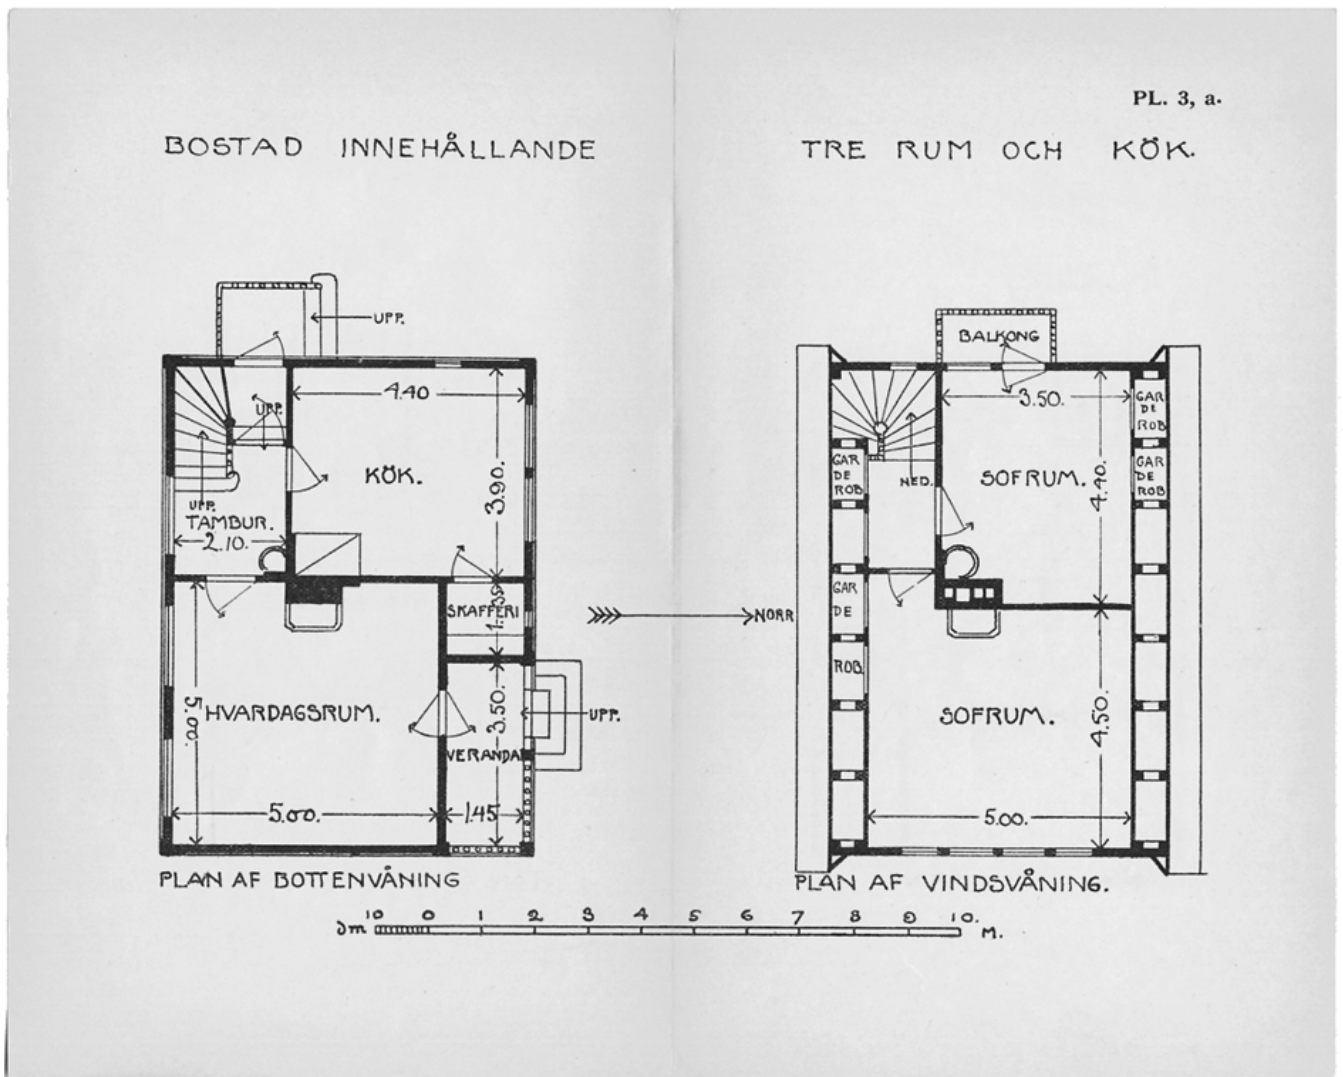 PL. 3, a.
BOSTAD INNEHÅLLANDE
TRE RUM OCH KÖK.
UPP.
4.40
UPP.
KÖK.
3.90.
UPP.
TAMBUR.
2.10.
SKAFFERI
HVARDAGSRUM.
5.00.
5.00.
3.50.
UPP.
VERANDA
1.45
PLAN AF BOTTENVÅNING
NORR
BALKONG
3.50.
GAR
DE
ROB
GAR
DE
ROB
NED.
SOFRUM.
4.40.
GAR
DE
ROB
GAR
DE
ROB.
SOFRUM.
4.50.
5.00.
PLAN AF VINDSVÅNING.
dm 10 0 1 2 3 4 5 6 7 8 9 10. M.